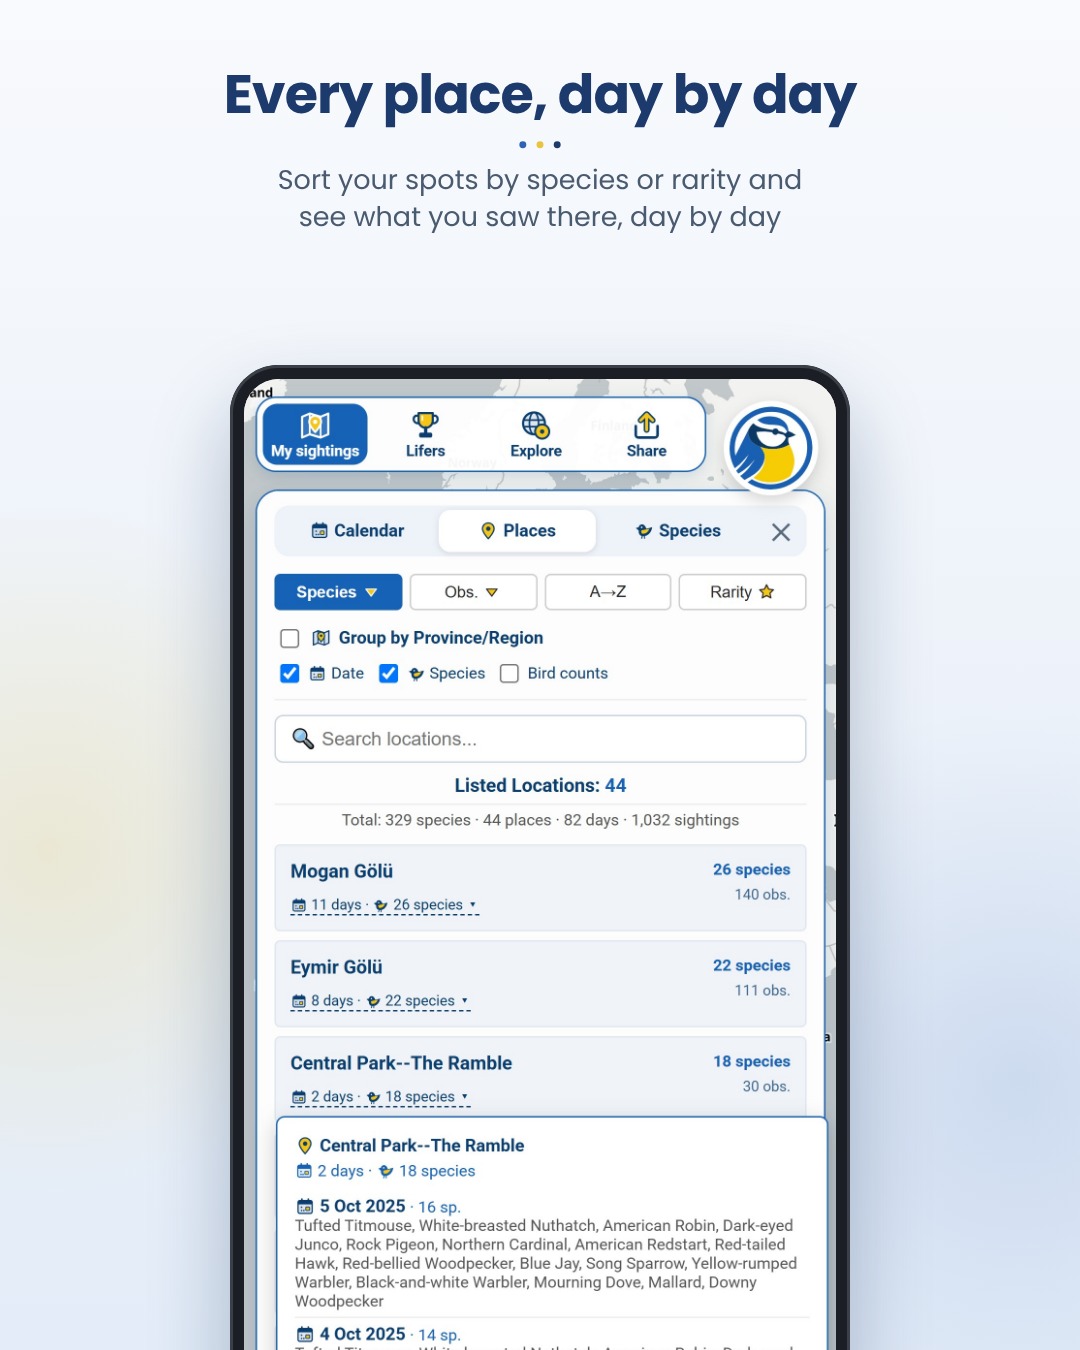 Every place, day by day
Sort your spots by species or rarity and
see what you saw there, day by day
and
My sightings
Lifers
Explore
Share
Norway
Calendar
Places
Species
Species ▼
Obs. ▼
A→Z
Rarity
Group by Province/Region
Date
Species
Bird counts
Search locations...
Listed Locations: 44
Total: 329 species · 44 places · 82 days · 1,032 sightings
Mogan Gölü
26 species
11 days · 26 species ▾
140 obs.
Eymir Gölü
22 species
8 days · 22 species ▾
111 obs.
Central Park--The Ramble
18 species
2 days · 18 species ▾
30 obs.
Central Park--The Ramble
2 days · 18 species
5 Oct 2025 · 16 sp.
Tufted Titmouse, White-breasted Nuthatch, American Robin, Dark-eyed
Junco, Rock Pigeon, Northern Cardinal, American Redstart, Red-tailed
Hawk, Red-bellied Woodpecker, Blue Jay, Song Sparrow, Yellow-rumped
Warbler, Black-and-white Warbler, Mourning Dove, Mallard, Downy
Woodpecker
4 Oct 2025 · 14 sp.